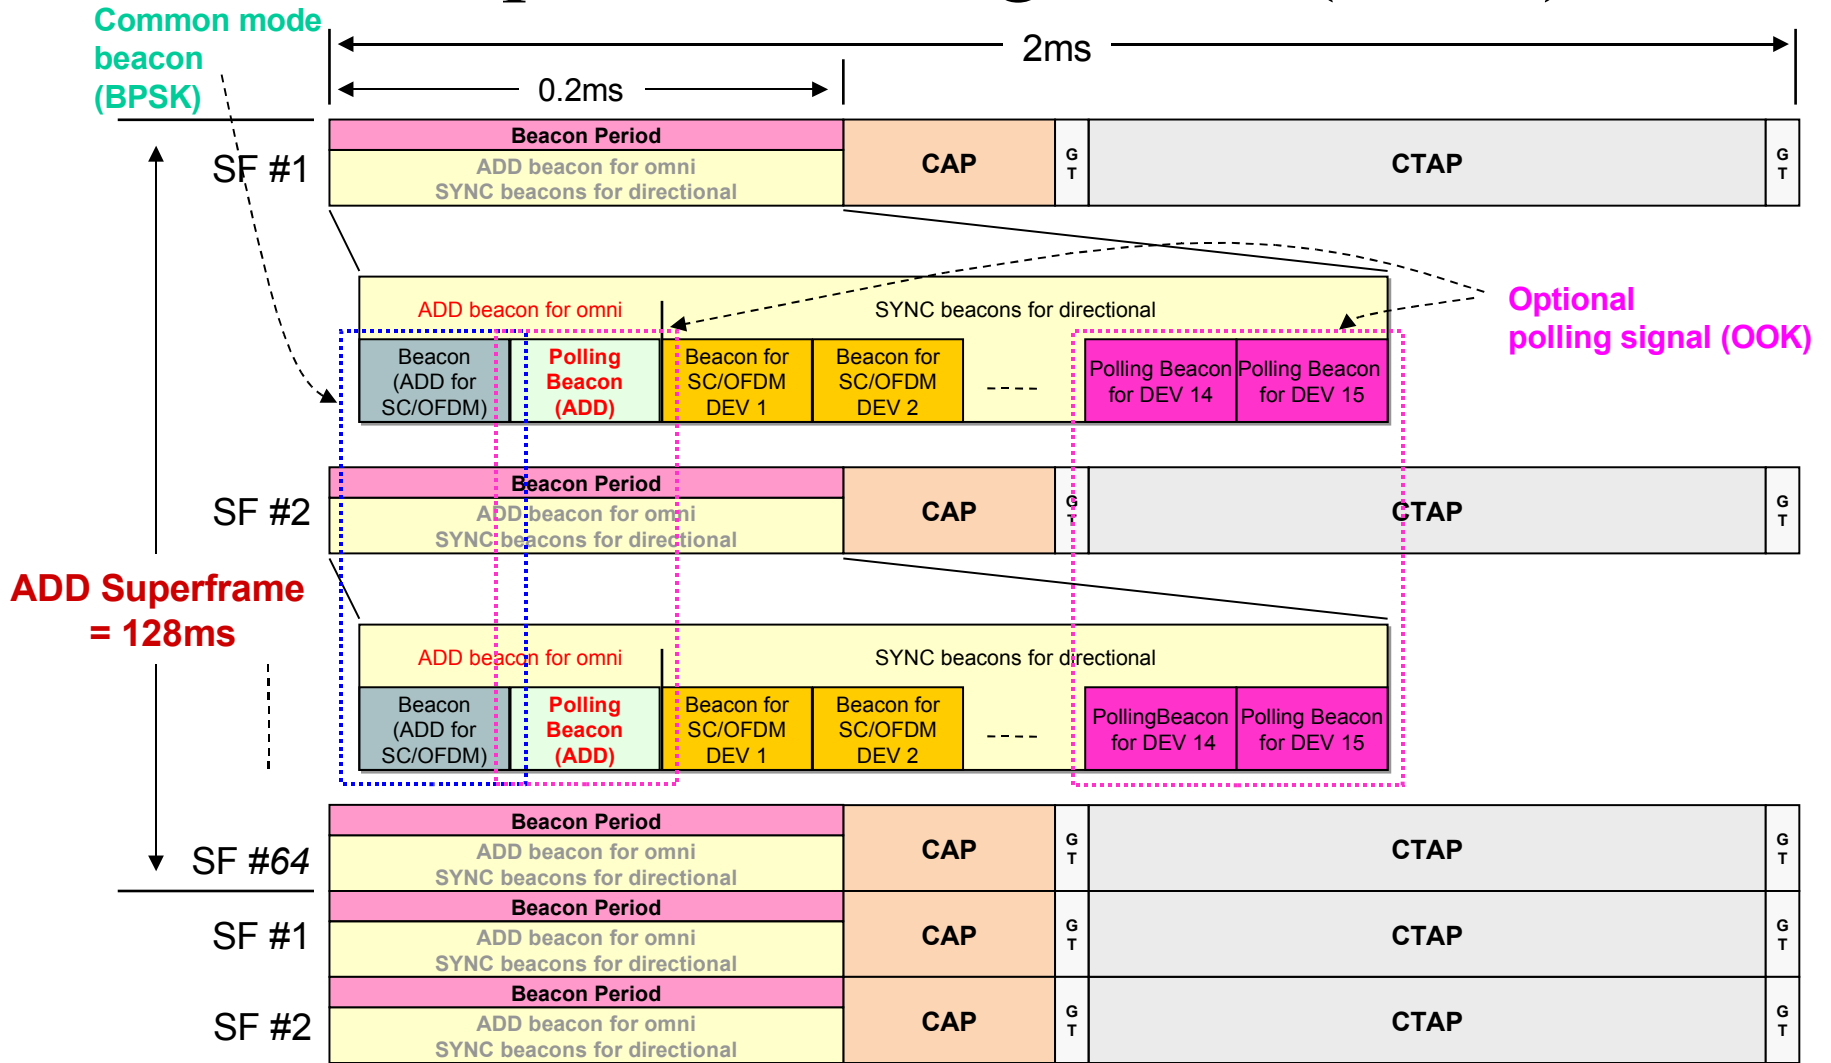 Common mode
beacon
(BPSK)
2ms
0.2ms
SF #1
Beacon Period
ADD beacon for omni
SYNC beacons for directional
CAP
G
T
CTAP
G
T
ADD beacon for omni
SYNC beacons for directional
Optional
polling signal (OOK)
Beacon
(ADD for
SC/OFDM)
Polling
Beacon
(ADD)
Beacon for
SC/OFDM
DEV 1
Beacon for
SC/OFDM
DEV 2
Polling Beacon
for DEV 14
Polling Beacon
for DEV 15
SF #2
Beacon Period
ADD beacon for omni
SYNC beacons for directional
CAP
G
T
CTAP
G
T
ADD Superframe
= 128ms
ADD beacon for omni
SYNC beacons for directional
Beacon
(ADD for
SC/OFDM)
Polling
Beacon
(ADD)
Beacon for
SC/OFDM
DEV 1
Beacon for
SC/OFDM
DEV 2
PollingBeacon
for DEV 14
Polling Beacon
for DEV 15
SF #64
Beacon Period
ADD beacon for omni
SYNC beacons for directional
CAP
G
T
CTAP
G
T
SF #1
Beacon Period
ADD beacon for omni
SYNC beacons for directional
CAP
G
T
CTAP
G
T
SF #2
Beacon Period
ADD beacon for omni
SYNC beacons for directional
CAP
G
T
CTAP
G
T